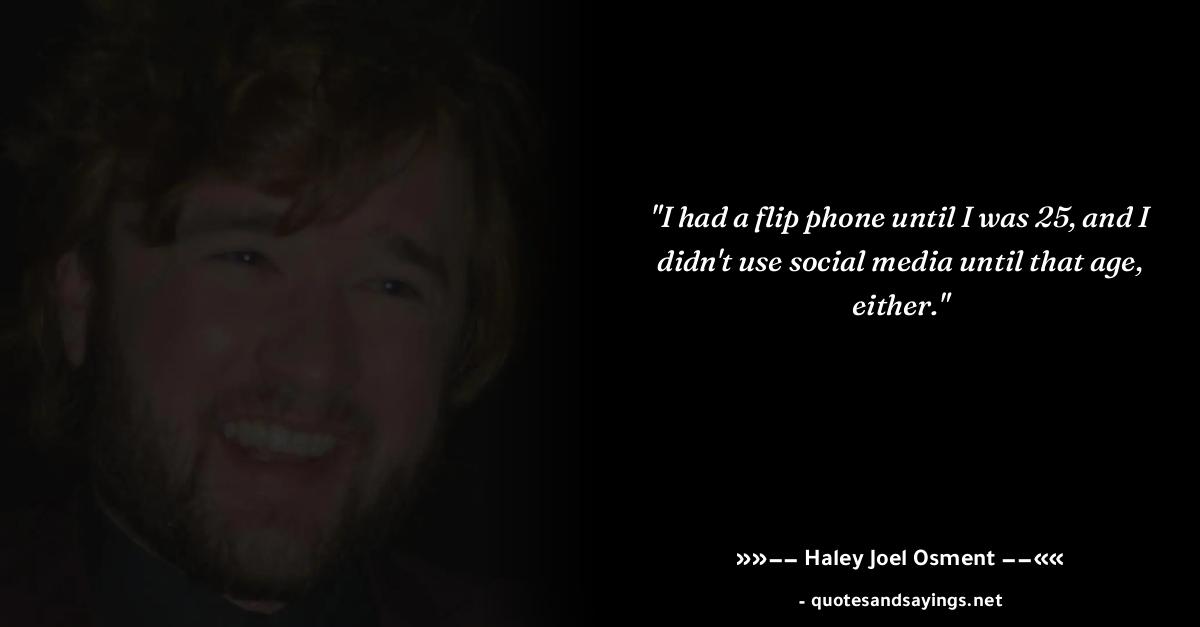 "I had a flip phone until I was 25, and I
didn't use social media until that age,
either."
»»—— Haley Joel Osment ——««
- quotesandsayings.net